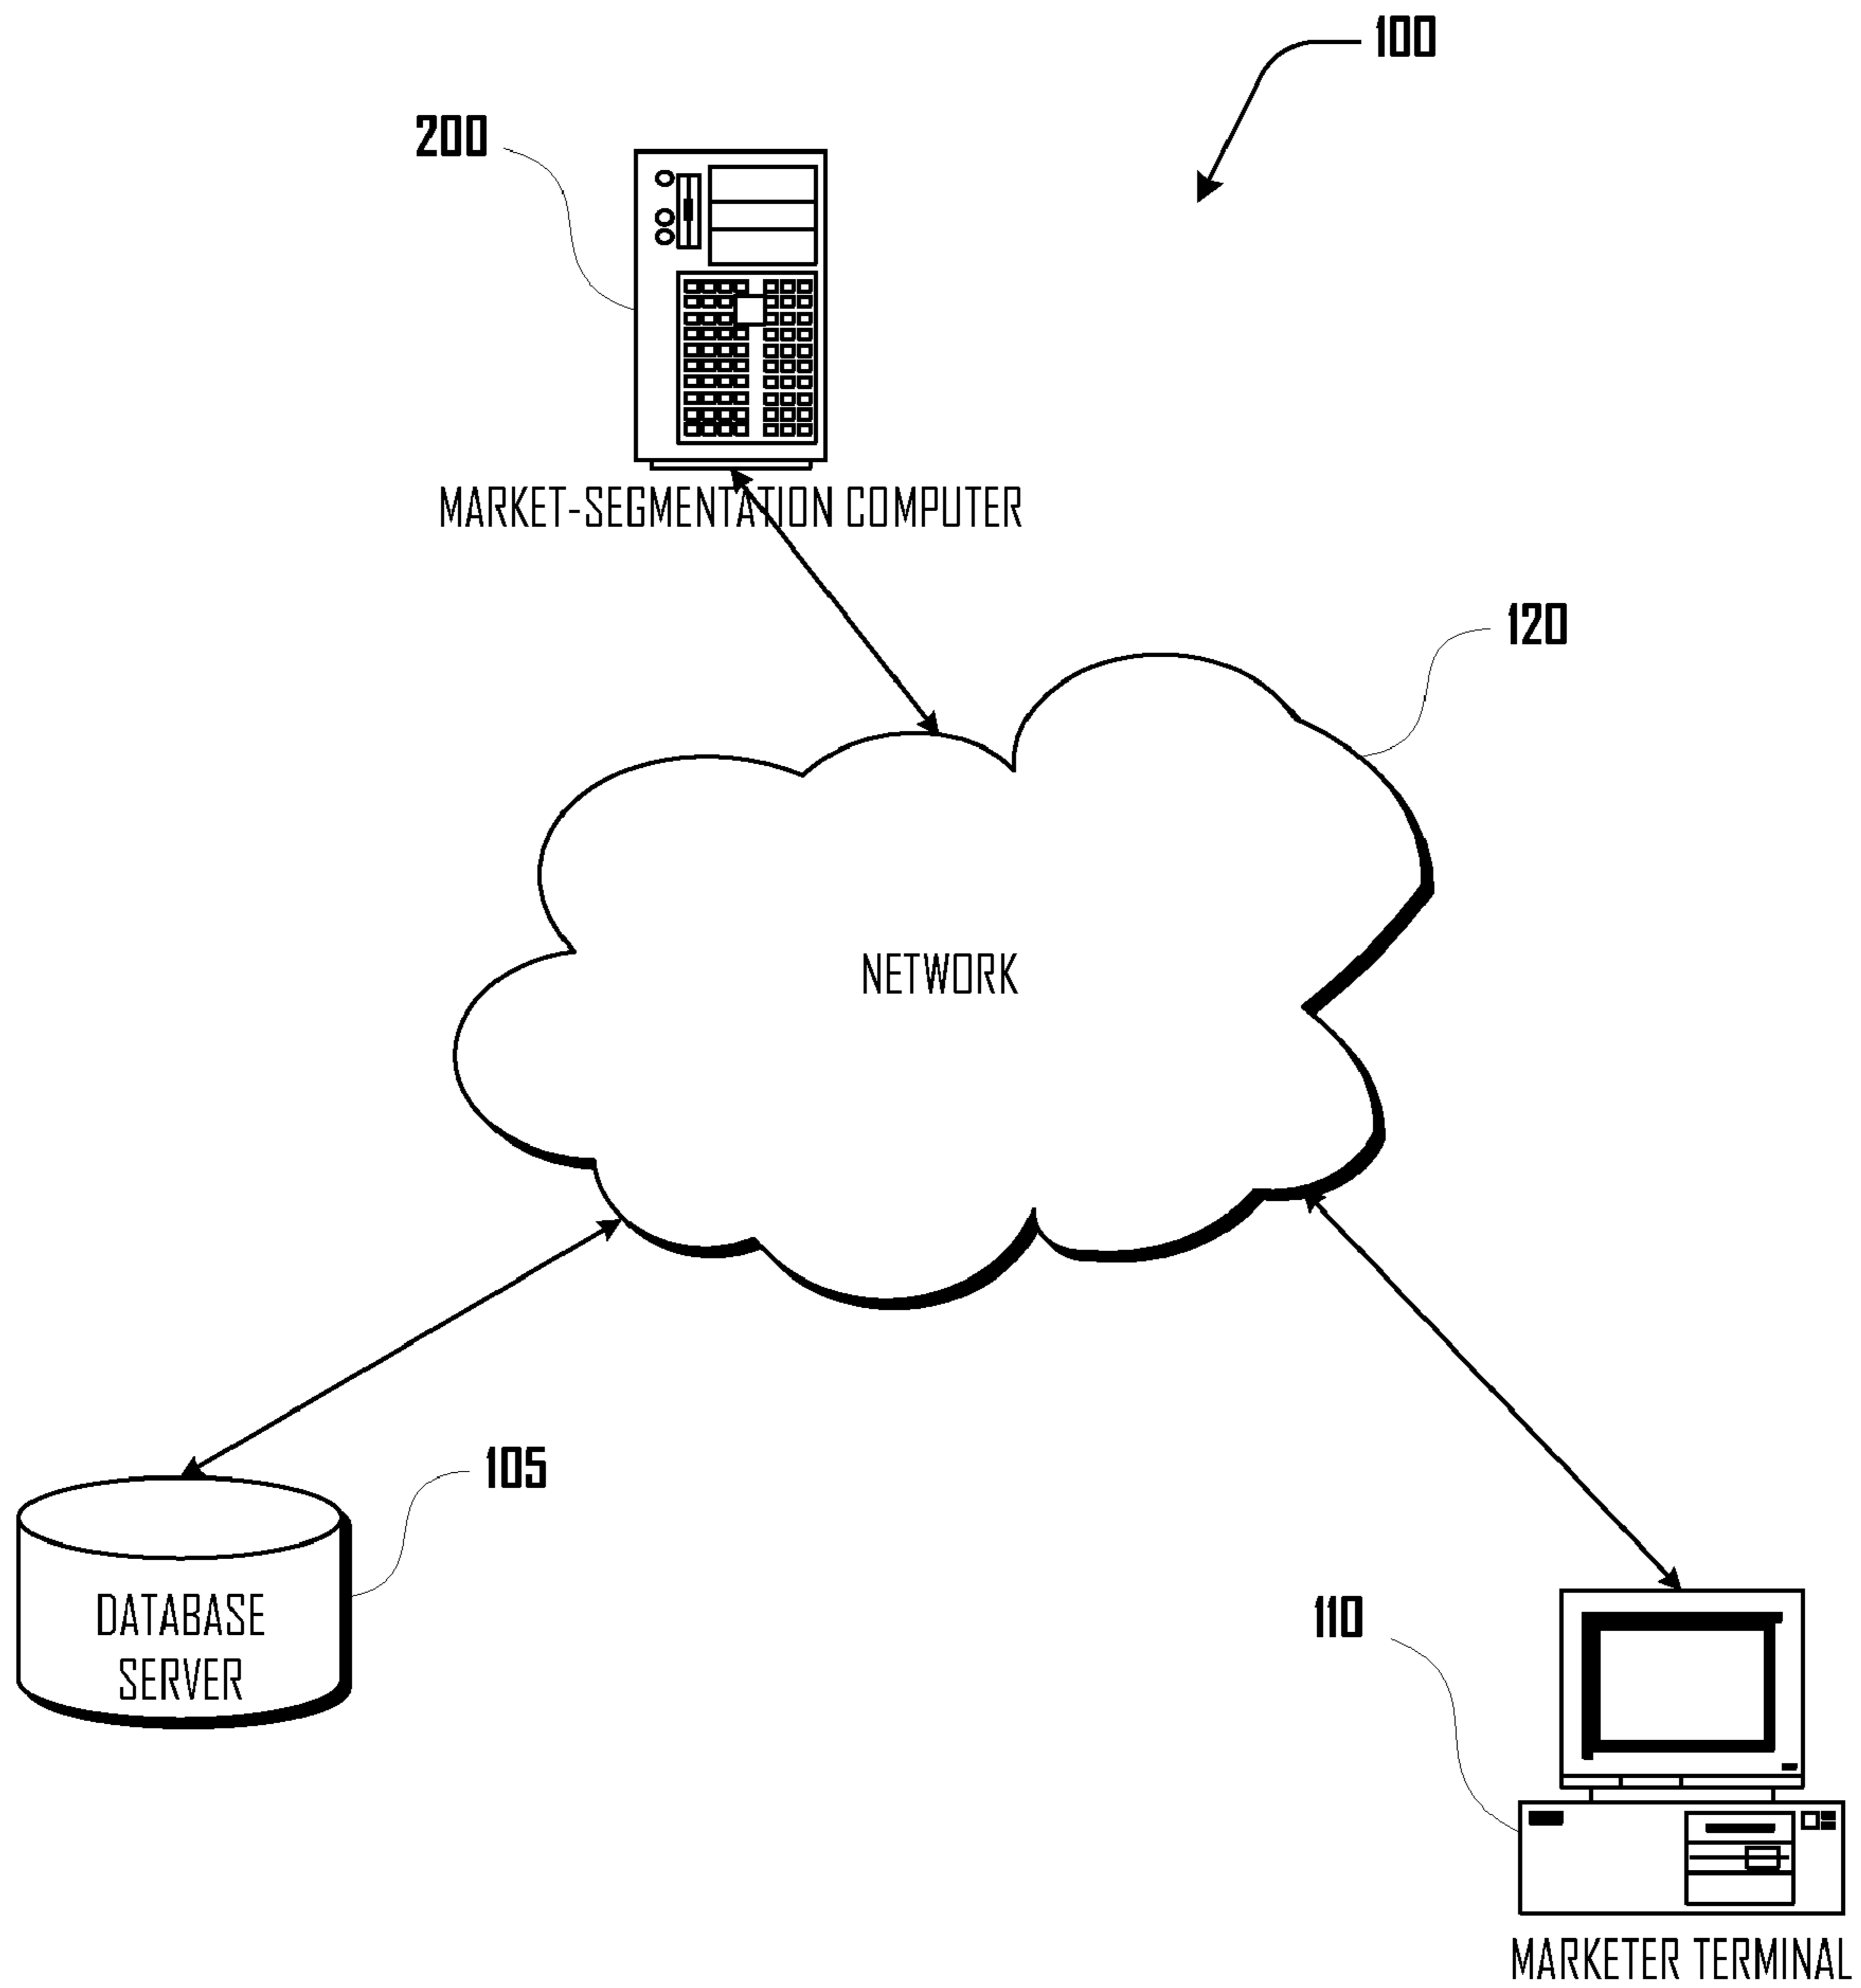 100
200
MARKET-SEGMENTATION COMPUTER
120
NETWORK
105
DATABASE
SERVER
110
MARKETER TERMINAL